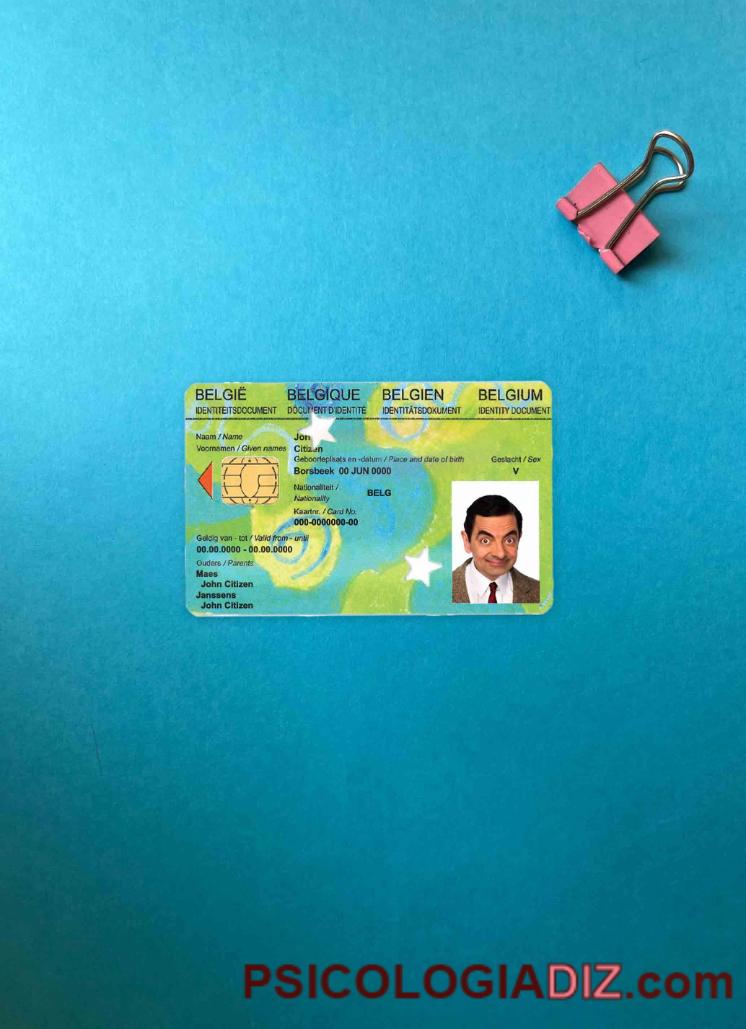 BELGIË BELGIQUE BELGIEN BELGIUM
IDENTITEITSDOCUMENT DOCUMENT D'IDENTITÉ IDENTITÄTSDOKUMENT IDENTITY DOCUMENT
Naam / Name Jon
Voornamen / Given names Citizen
Geboorteplaats en -datum / Place and date of birth Geslacht / Sex
Borsbeek 00 JUN 0000 V
Nationaliteit /
Nationality BELG
Kaartnr. / Card No.
000-0000000-00
Geldig van - tot / Valid from - until
00.00.0000 - 00.00.0000
Ouders / Parents
Maes
John Citizen
Janssens
John Citizen
PSICOLOGIADIZ.com